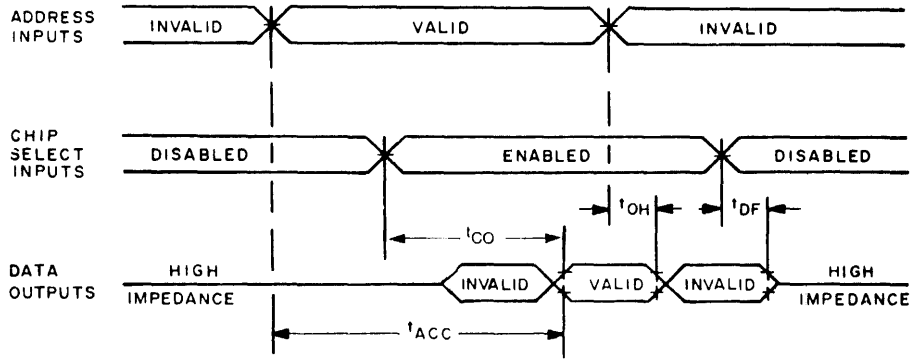 ADDRESS
INPUTS
INVALID
VALID
INVALID
CHIP
SELECT
INPUTS
DISABLED
ENABLED
DISABLED
tOH
tDF
tCO
DATA
OUTPUTS
HIGH
IMPEDANCE
INVALID
VALID
INVALID
HIGH
IMPEDANCE
tACC